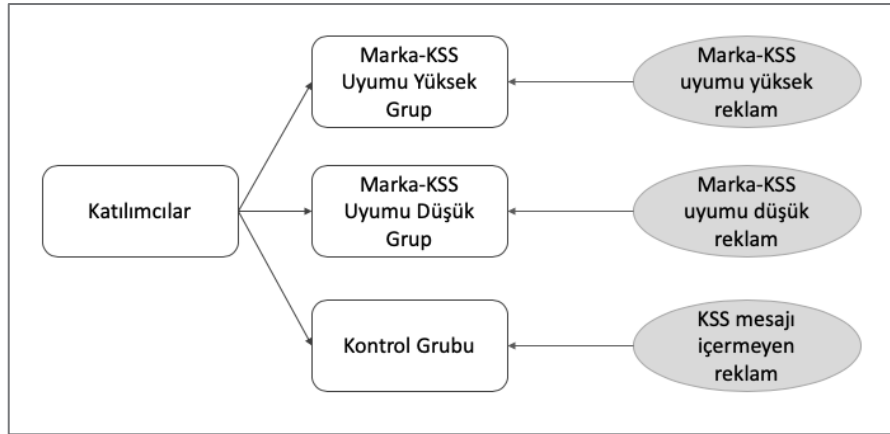 Marka-KSS
Uyumu Yüksek
Grup
Marka-KSS
uyumu yüksek
reklam
Katılımcılar
Marka-KSS
Uyumu Düşük
Grup
Marka-KSS
uyumu düşük
reklam
Kontrol Grubu
KSS mesajı
içermeyen
reklam